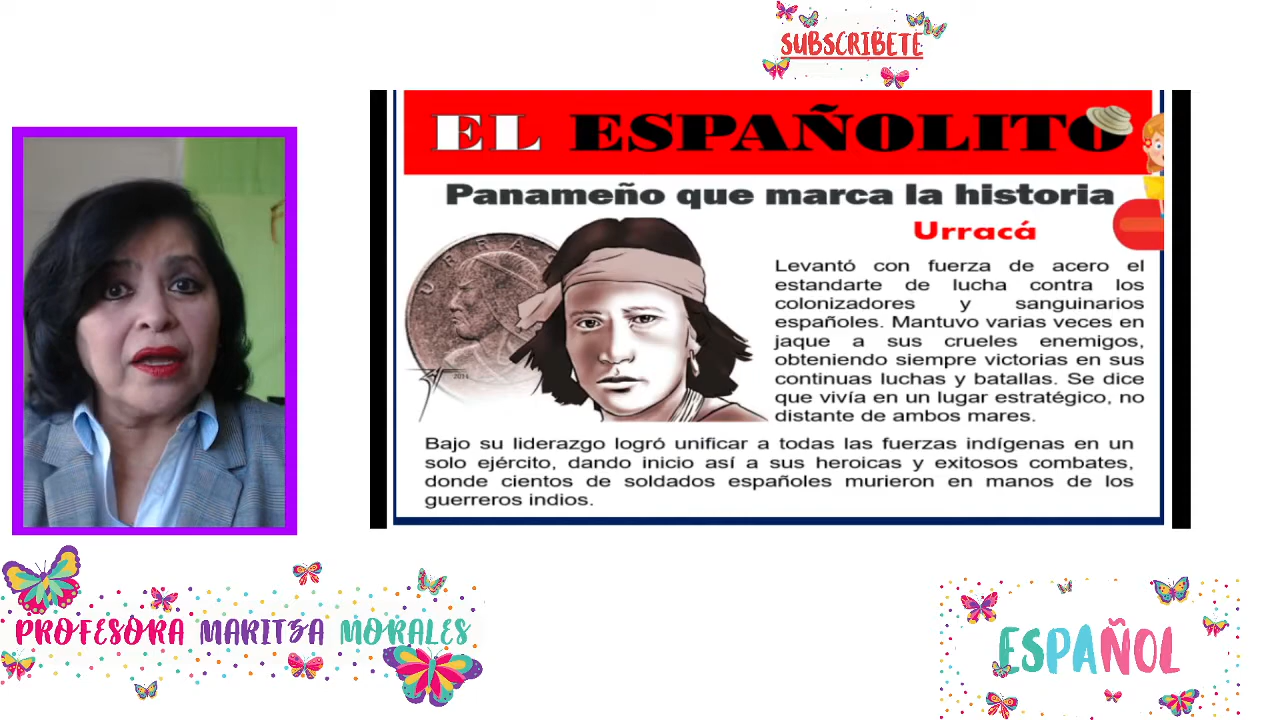 SUBSCRIBETE
EL ESPAÑOLITO
Panameño que marca la historia
Urracá
URRACA
Levantó con fuerza de acero el
estandarte de lucha contra los
colonizadores y sanguinarios
españoles. Mantuvo varias veces en
jaque a sus crueles enemigos,
obteniendo siempre victorias en sus
continuas luchas y batallas. Se dice
que vivía en un lugar estratégico, no
distante de ambos mares.
2014
Bajo su liderazgo logró unificar a todas las fuerzas indígenas en un
solo ejército, dando inicio así a sus heroicas y exitosos combates,
donde cientos de soldados españoles murieron en manos de los
guerreros indios.
PROFESORA MARITZA MORALES
ESPAÑOL